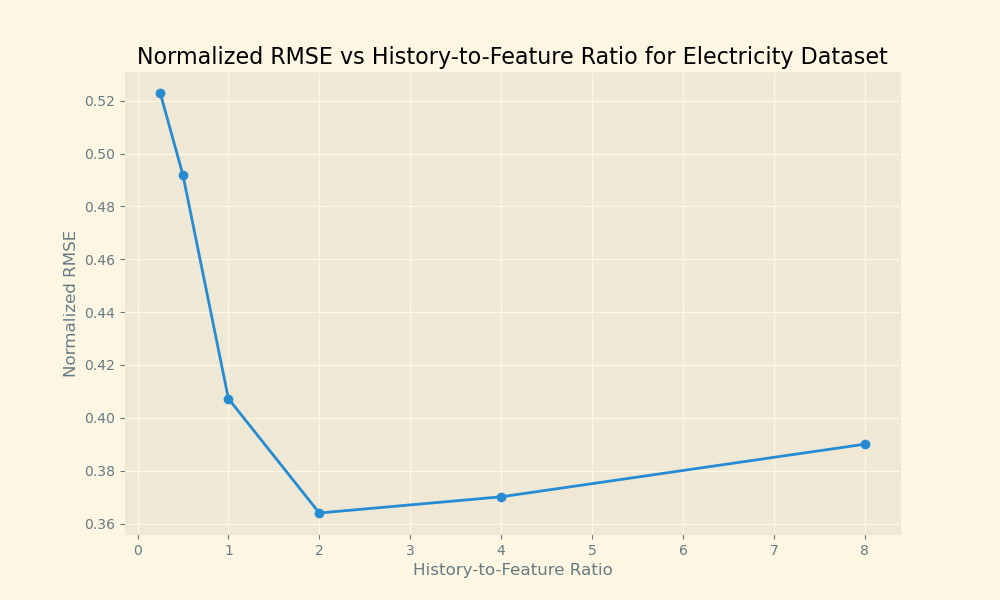 Normalized RMSE vs History-to-Feature Ratio for Electricity Dataset
0.52
0.50
0.48
0.46
0.44
0.42
0.40
0.38
0.36
Normalized RMSE
0 1 2 3 4 5 6 7 8
History-to-Feature Ratio